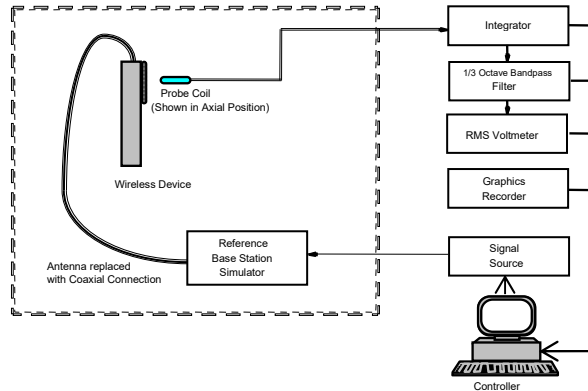 Integrator
1/3 Octave Bandpass
Filter
RMS Voltmeter
Graphics
Recorder
Probe Coil
(Shown in Axial Position)
Wireless Device
Reference
Base Station
Simulator
Antenna replaced
with Coaxial Connection
Signal
Source
Controller